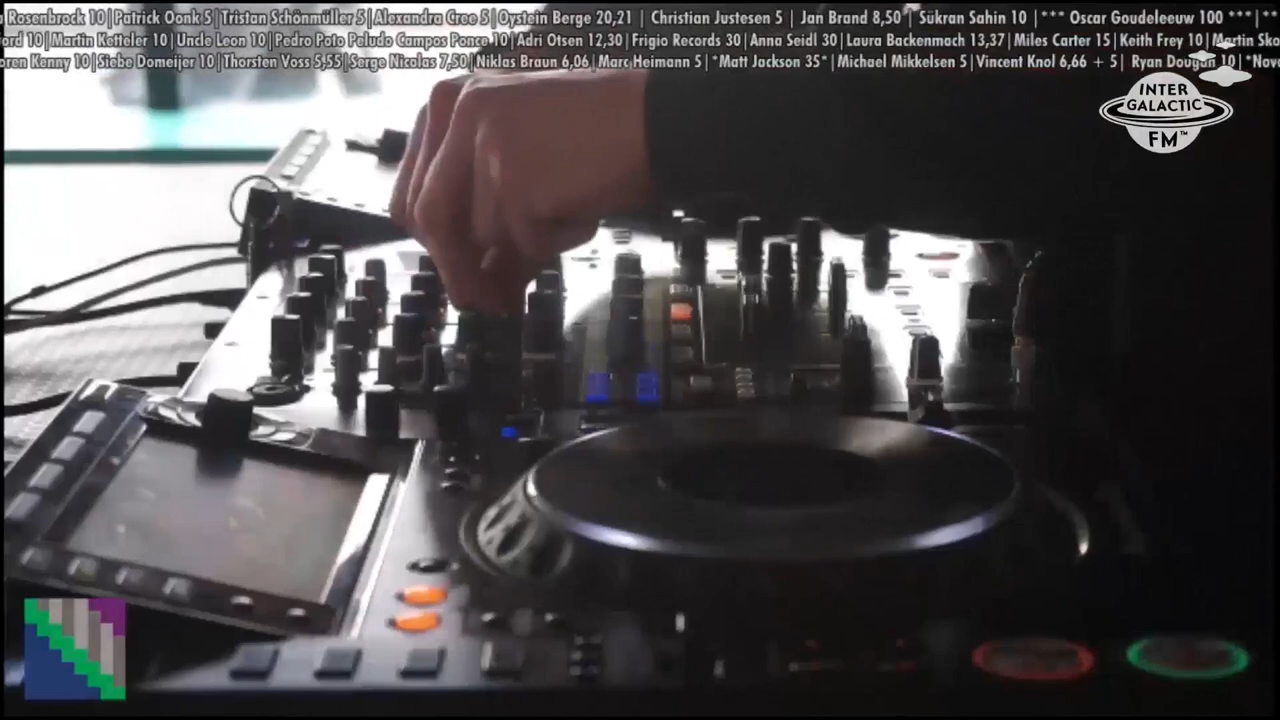 Rosenbrock 10 | Patrick Oonk 5 | Tristan Schönmüller 5 | Alexandra Cree 5 | Oystein Berge 20,21 | Christian Justesen 5 | Jan Brand 8,50 | Sükran Sahin 10 | *** Oscar Goudeleeuw 100 *** | **
ord 10 | Martin Ketteler 10 | Uncle Leon 10 | Pedro Poto Peludo Campos Ponce 10 | Adri Otsen 12,30 | Frigio Records 30 | Anna Seidl 30 | Laura Backenmach 13,37 | Miles Carter 15 | Keith Frey 10 | Martin Sko
oren Kenny 10 | Siebe Domeijer 10 | Thorsten Voss 5,55 | Serge Nicolas 7,50 | Niklas Braun 6,06 | Marc Heimann 5 | *Matt Jackson 35* | Michael Mikkelsen 5 | Vincent Knol 6,66 + 5 | Ryan Dougan 10 | *Nova
INTER
GALACTIC
FM™